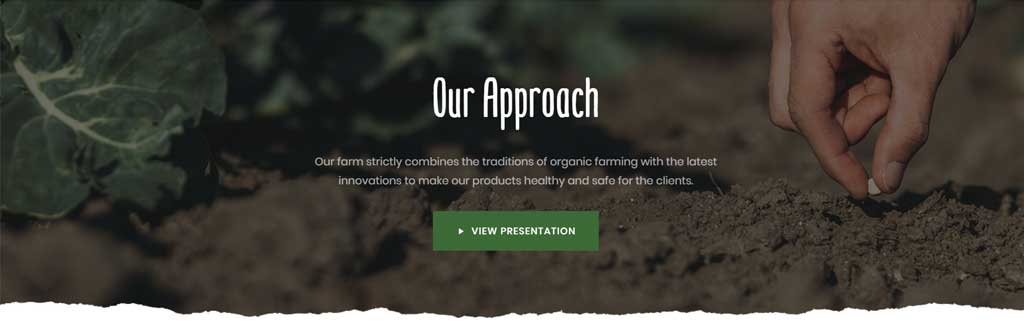 Our Approach
Our farm strictly combines the traditions of organic farming with the latest
innovations to make our products healthy and safe for the clients.
VIEW PRESENTATION